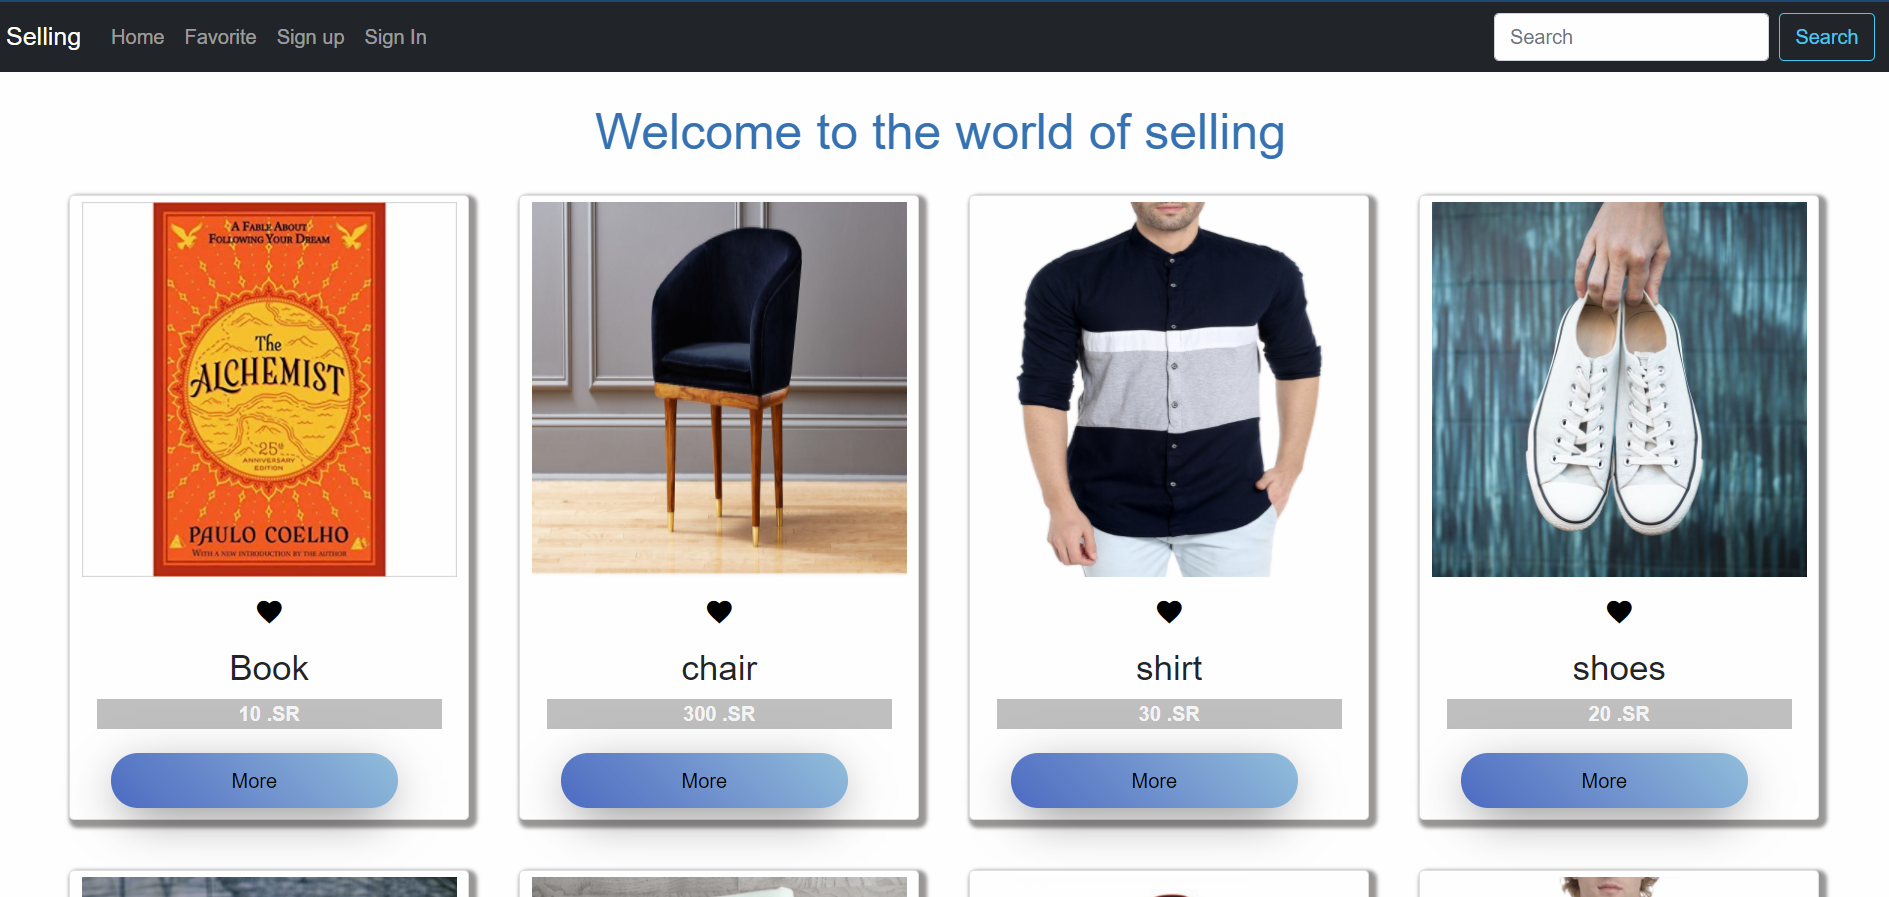 Selling Home Favorite Sign up Sign In Search Search
Welcome to the world of selling
A FABLE ABOUT
FOLLOWING YOUR DREAM
The
ALCHEMIST
25th
ANNIVERSARY
EDITION
PAULO COELHO
WITH A NEW INTRODUCTION BY THE AUTHOR
Book
10 .SR
More
chair
300 .SR
More
shirt
30 .SR
More
shoes
20 .SR
More